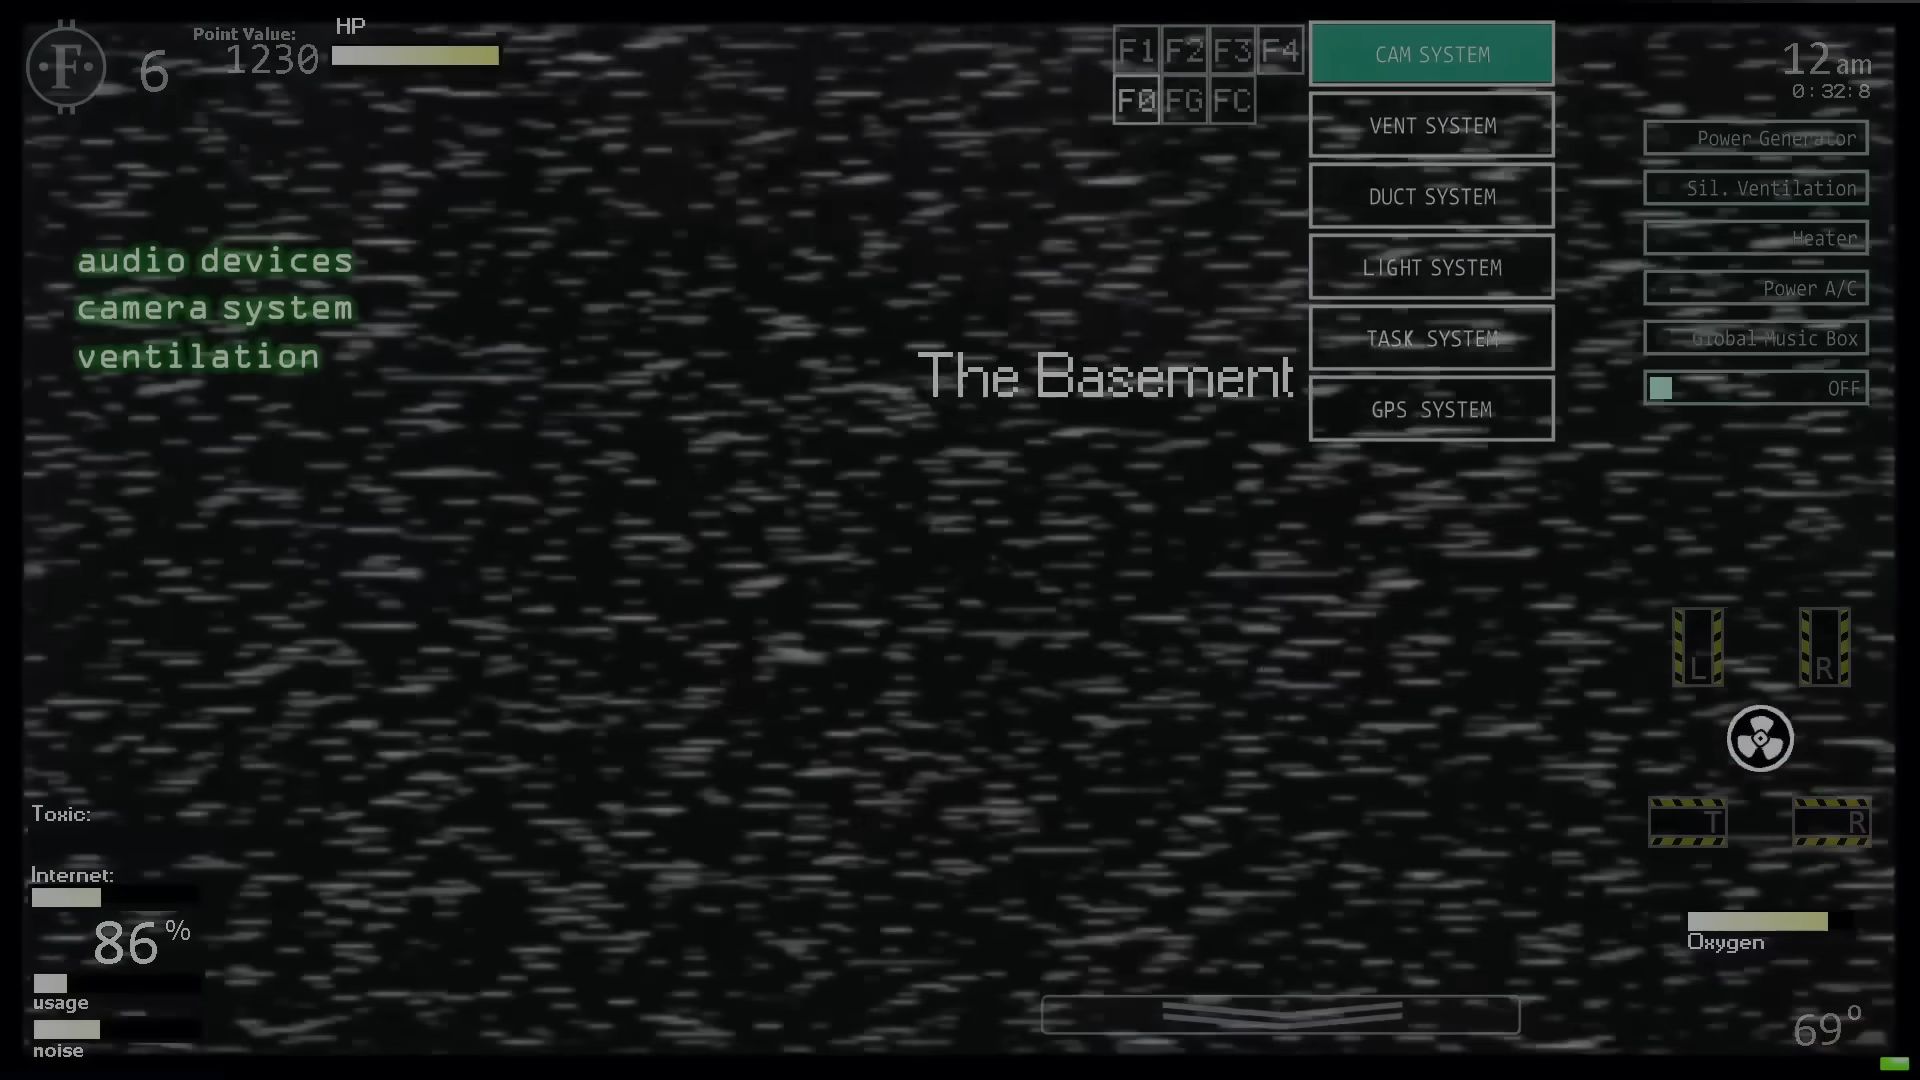 F
6
Point Value:
1230
HP
F1 F2 F3 F4
F0 FG FC
CAM SYSTEM
VENT SYSTEM
DUCT SYSTEM
LIGHT SYSTEM
TASK SYSTEM
GPS SYSTEM
12 am
0:32:8
Power Generator
Sil. Ventilation
Heater
Power A/C
Global Music Box
OFF
audio devices
camera system
ventilation
The Basement
L
R
T
R
Toxic:
Internet:
86%
usage
noise
Oxygen
69°